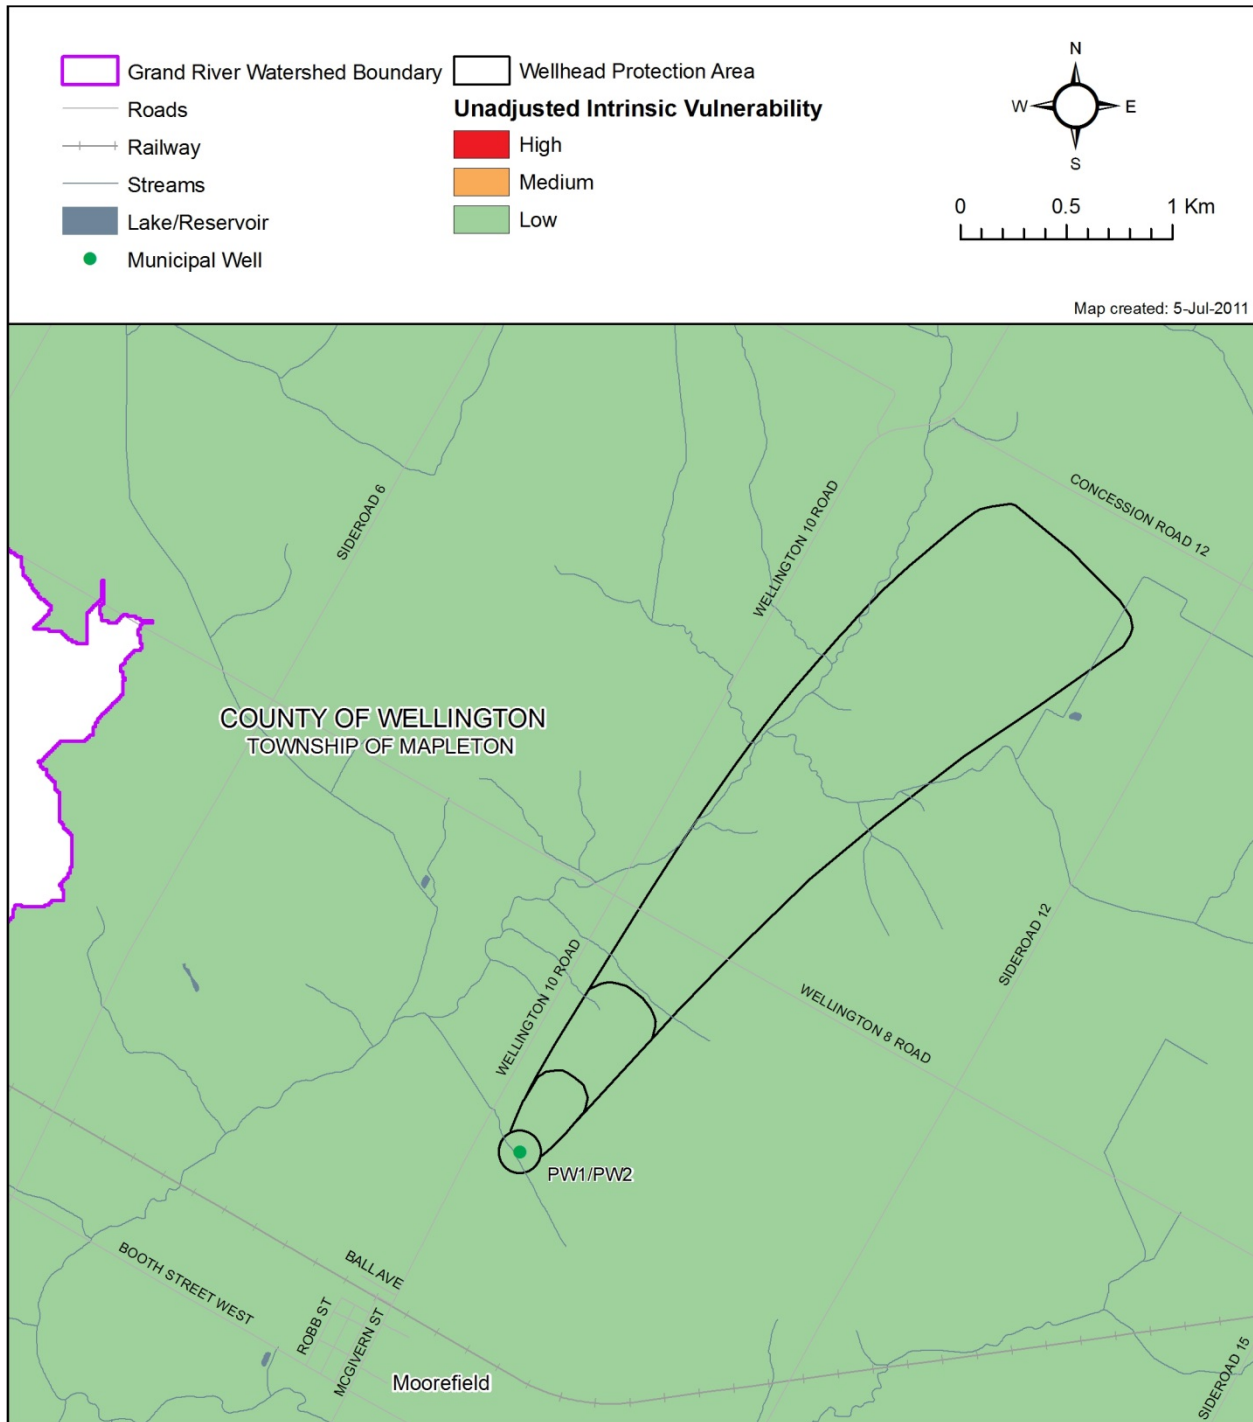 Grand River Watershed Boundary
Roads
Railway
Streams
Lake/Reservoir
Municipal Well
Wellhead Protection Area
Unadjusted Intrinsic Vulnerability
High
Medium
Low
N
W E
S
0 0.5 1 Km
Map created: 5-Jul-2011
CONCESSION ROAD 12
SIDEROAD 6
WELLINGTON 10 ROAD
COUNTY OF WELLINGTON
TOWNSHIP OF MAPLETON
SIDEROAD 12
WELLINGTON 10 ROAD
WELLINGTON 8 ROAD
PW1/PW2
BOOTH STREET WEST
BALL AVE
ROBB ST
MCGIVERN ST
Moorefield
SIDEROAD 15